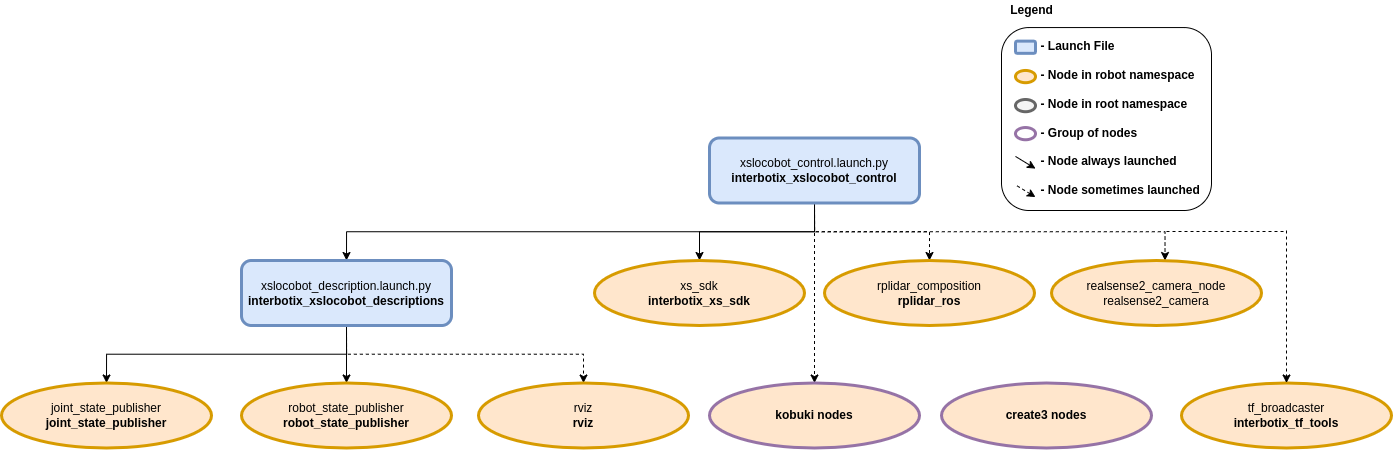 Legend
- Launch File
- Node in robot namespace
- Node in root namespace
- Group of nodes
- Node always launched
- Node sometimes launched
xslocobot_control.launch.py
interbotix_xslocobot_control
xslocobot_description.launch.py
interbotix_xslocobot_descriptions
xs_sdk
interbotix_xs_sdk
rplidar_composition
rplidar_ros
realsense2_camera_node
realsense2_camera
joint_state_publisher
joint_state_publisher
robot_state_publisher
robot_state_publisher
rviz
rviz
kobuki nodes
create3 nodes
tf_broadcaster
interbotix_tf_tools